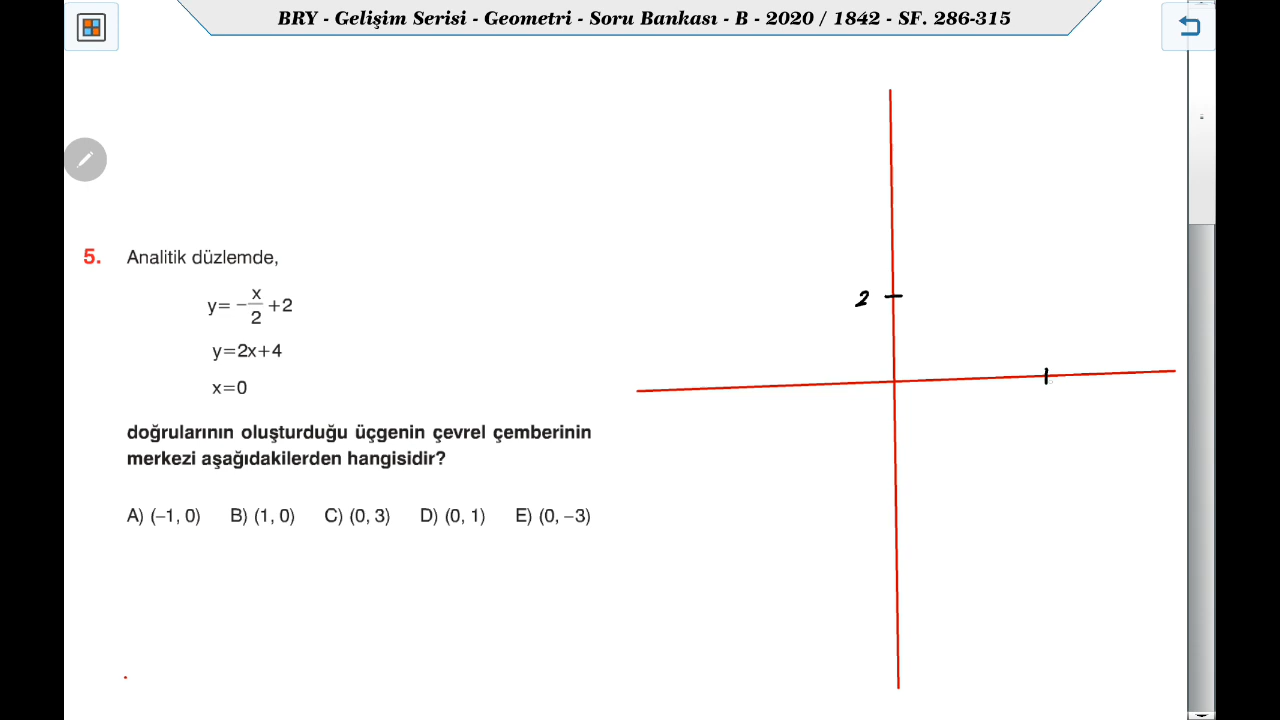 BRY - Gelişim Serisi - Geometri - Soru Bankası - B - 2020 / 1842 - SF. 286-315
5. Analitik düzlemde,
y= -x/2 +2
y=2x+4
x=0
doğrularının oluşturduğu üçgenin çevrel çemberinin
merkezi aşağıdakilerden hangisidir?
A) (–1, 0) B) (1, 0) C) (0, 3) D) (0, 1) E) (0, –3)
2